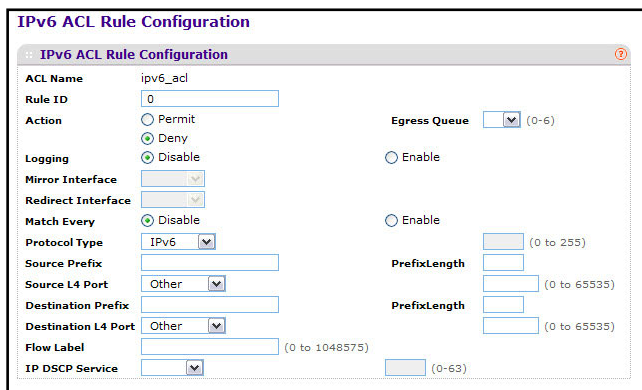 IPv6 ACL Rule Configuration
IPv6 ACL Rule Configuration ?
ACL Name ipv6_acl
Rule ID 0
Action Permit Egress Queue (0-6)
Deny
Logging Disable Enable
Mirror Interface
Redirect Interface
Match Every Disable Enable
Protocol Type IPv6 (0 to 255)
Source Prefix PrefixLength
Source L4 Port Other (0 to 65535)
Destination Prefix PrefixLength
Destination L4 Port Other (0 to 65535)
Flow Label (0 to 1048575)
IP DSCP Service (0-63)